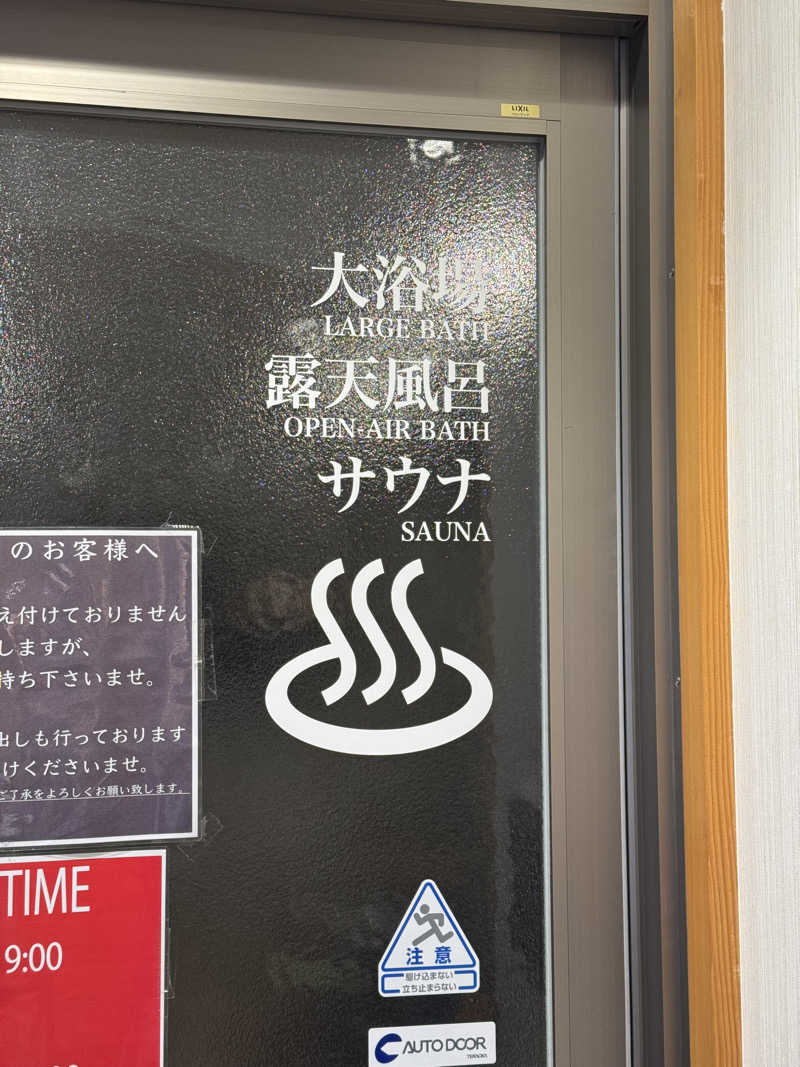 LIXIL
大浴場
LARGE BATH
露天風呂
OPEN-AIR BATH
サウナ
SAUNA
のお客様へ
え付けておりません
しますが、
持ち下さいませ。
出しも行っております
けくださいませ。
ご了承をよろしくお願い致します。
TIME
9:00
注意
駆け込まない
立ち止まらない
AUTO DOOR
TERAOKA